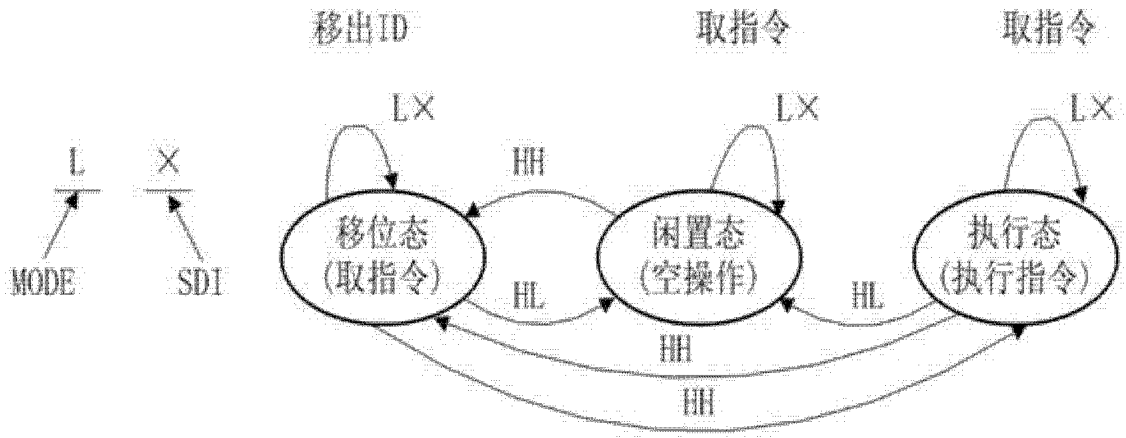 移出ID 取指令 取指令
L× L× L×
L ×
HH
移位态 闲置态 执行态
(取指令) (空操作) (执行指令)
MODE SDI
HL HL
HH
HH